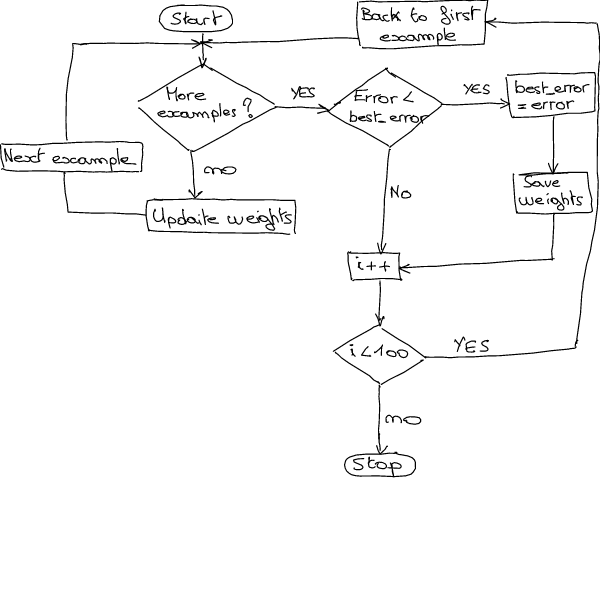 Start
Back to first
example
More
examples?
YES
Error <
best_error
YES
best_error
= error
Next example
no
Save
weights
No
Updaite weights
i++
i<100
YES
no
Stop